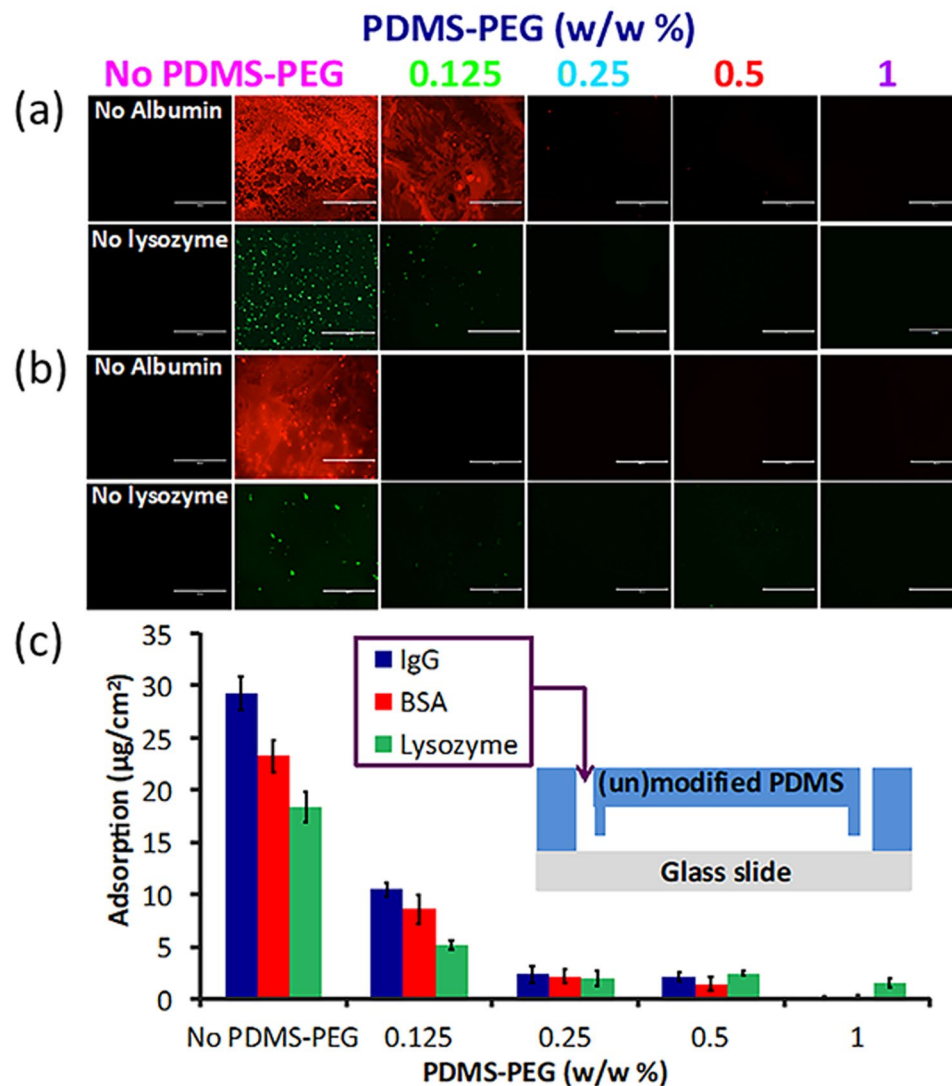 PDMS-PEG (w/w %)
No PDMS-PEG 0.125 0.25 0.5 1
(a)
No Albumin
No lysozyme
(b)
No Albumin
No lysozyme
(c)
35
30
25
20
15
10
5
0
Adsorption (µg/cm²)
IgG
BSA
Lysozyme
(un)modified PDMS
Glass slide
No PDMS-PEG 0.125 0.25 0.5 1
PDMS-PEG (w/w %)